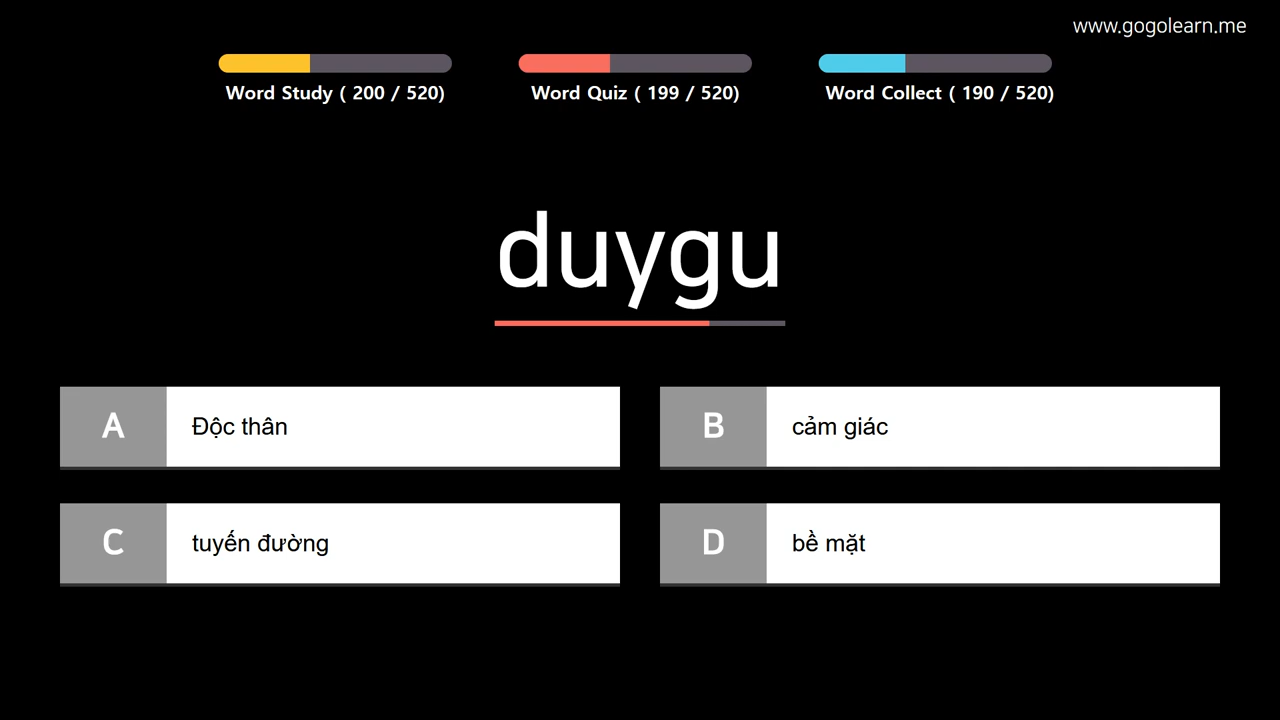 www.gogolearn.me
Word Study ( 200 / 520)
Word Quiz ( 199 / 520)
Word Collect ( 190 / 520)
duygu
A
Độc thân
B
cảm giác
C
tuyến đường
D
bề mặt